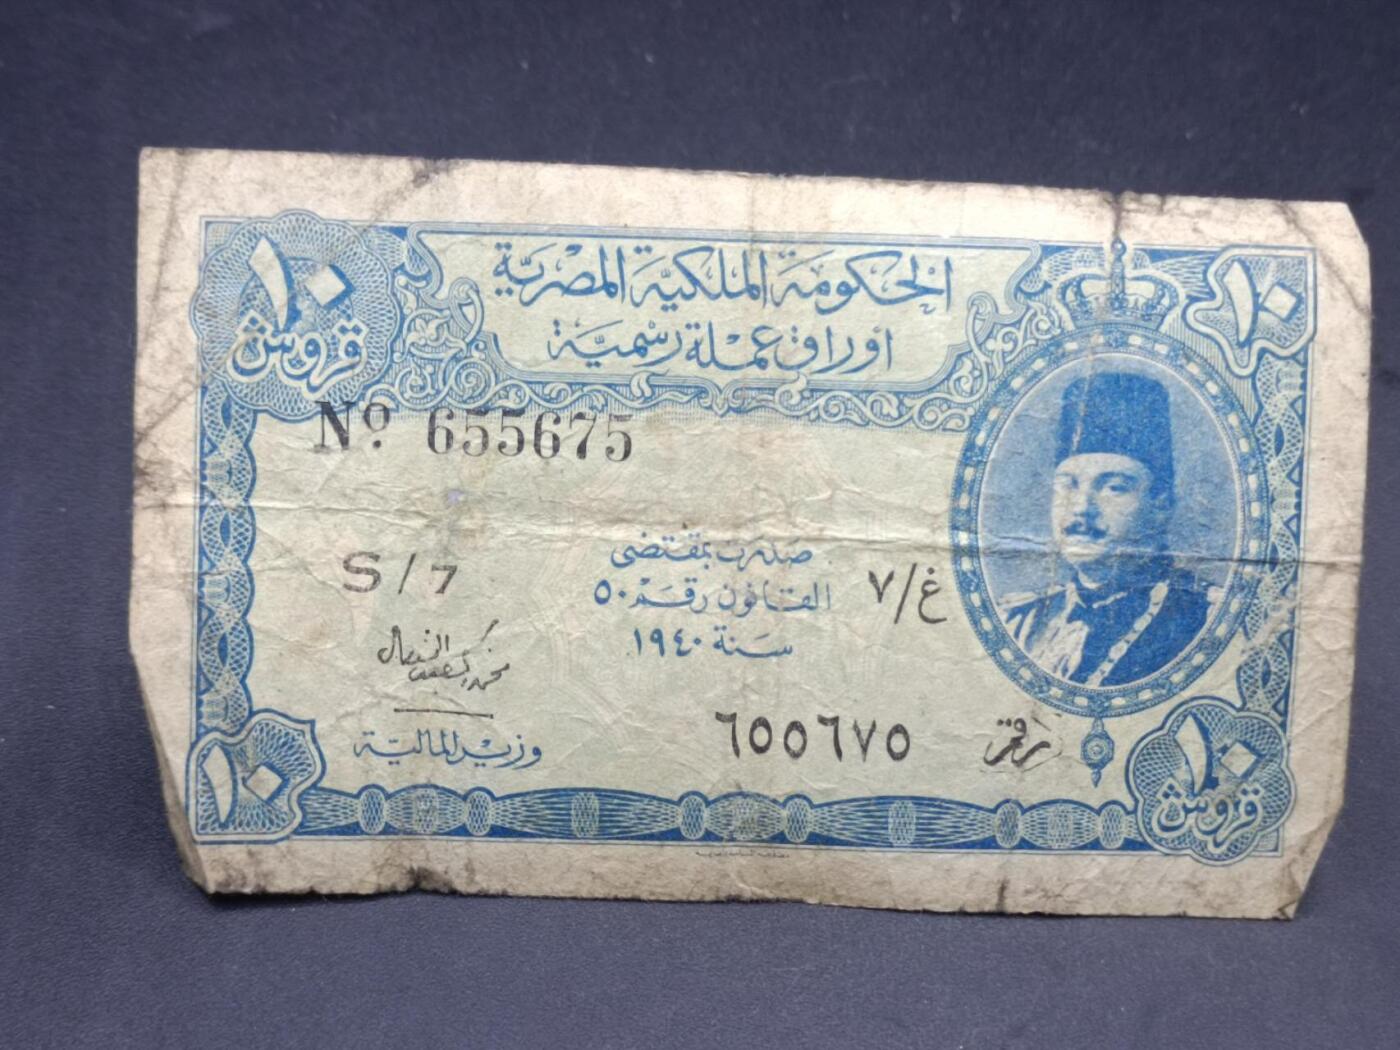 الحكومة الملكية المصرية
اوراق عملة رسمية
١٠
قروش
١٠
Nº 655675
صدرت بمقتضى
القانون رقم ٥٠
سنة ١٩٤٠
S/7
غ/٧
وزير المالية
رقم ٦٥٥٦٧٥
١٠
١٠
قروش